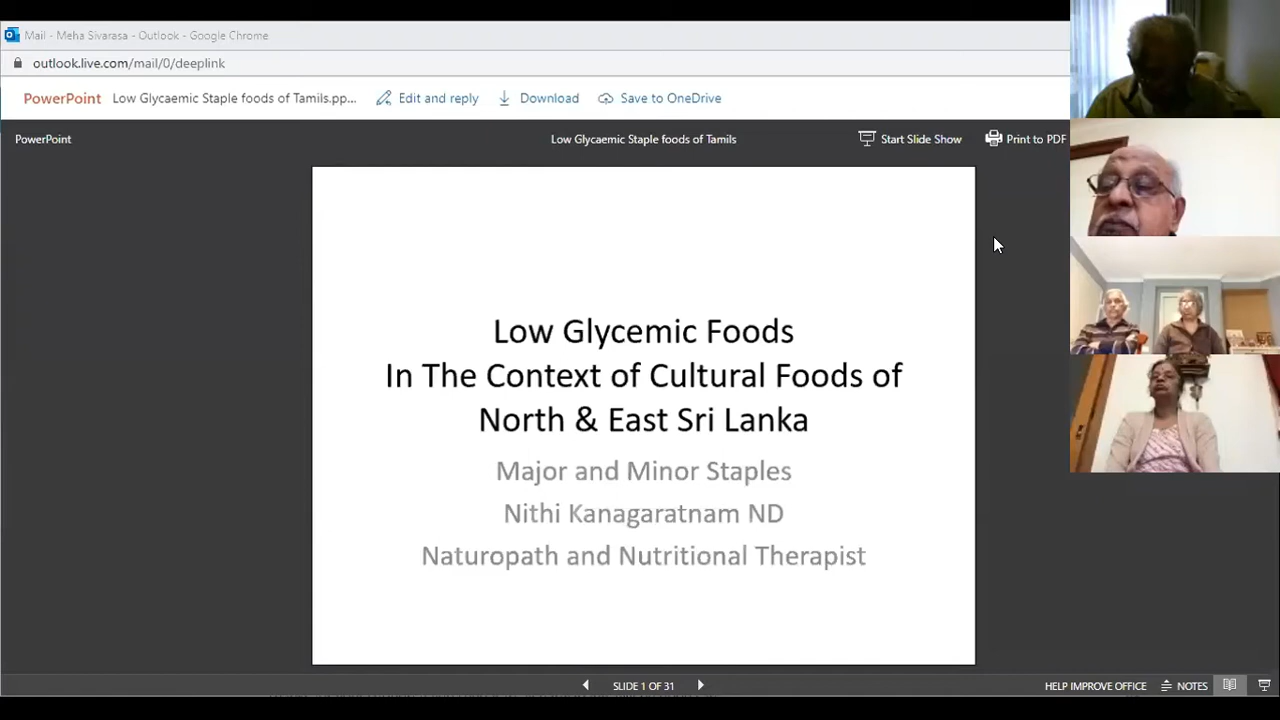 Mail - Meha Sivarasa - Outlook - Google Chrome
outlook.live.com/mail/0/deeplink
PowerPoint Low Glycaemic Staple foods of Tamils.pp... Edit and reply Download Save to OneDrive
PowerPoint Low Glycaemic Staple foods of Tamils Start Slide Show Print to PDF
Low Glycemic Foods
In The Context of Cultural Foods of
North & East Sri Lanka
Major and Minor Staples
Nithi Kanagaratnam ND
Naturopath and Nutritional Therapist
SLIDE 1 OF 31 HELP IMPROVE OFFICE NOTES